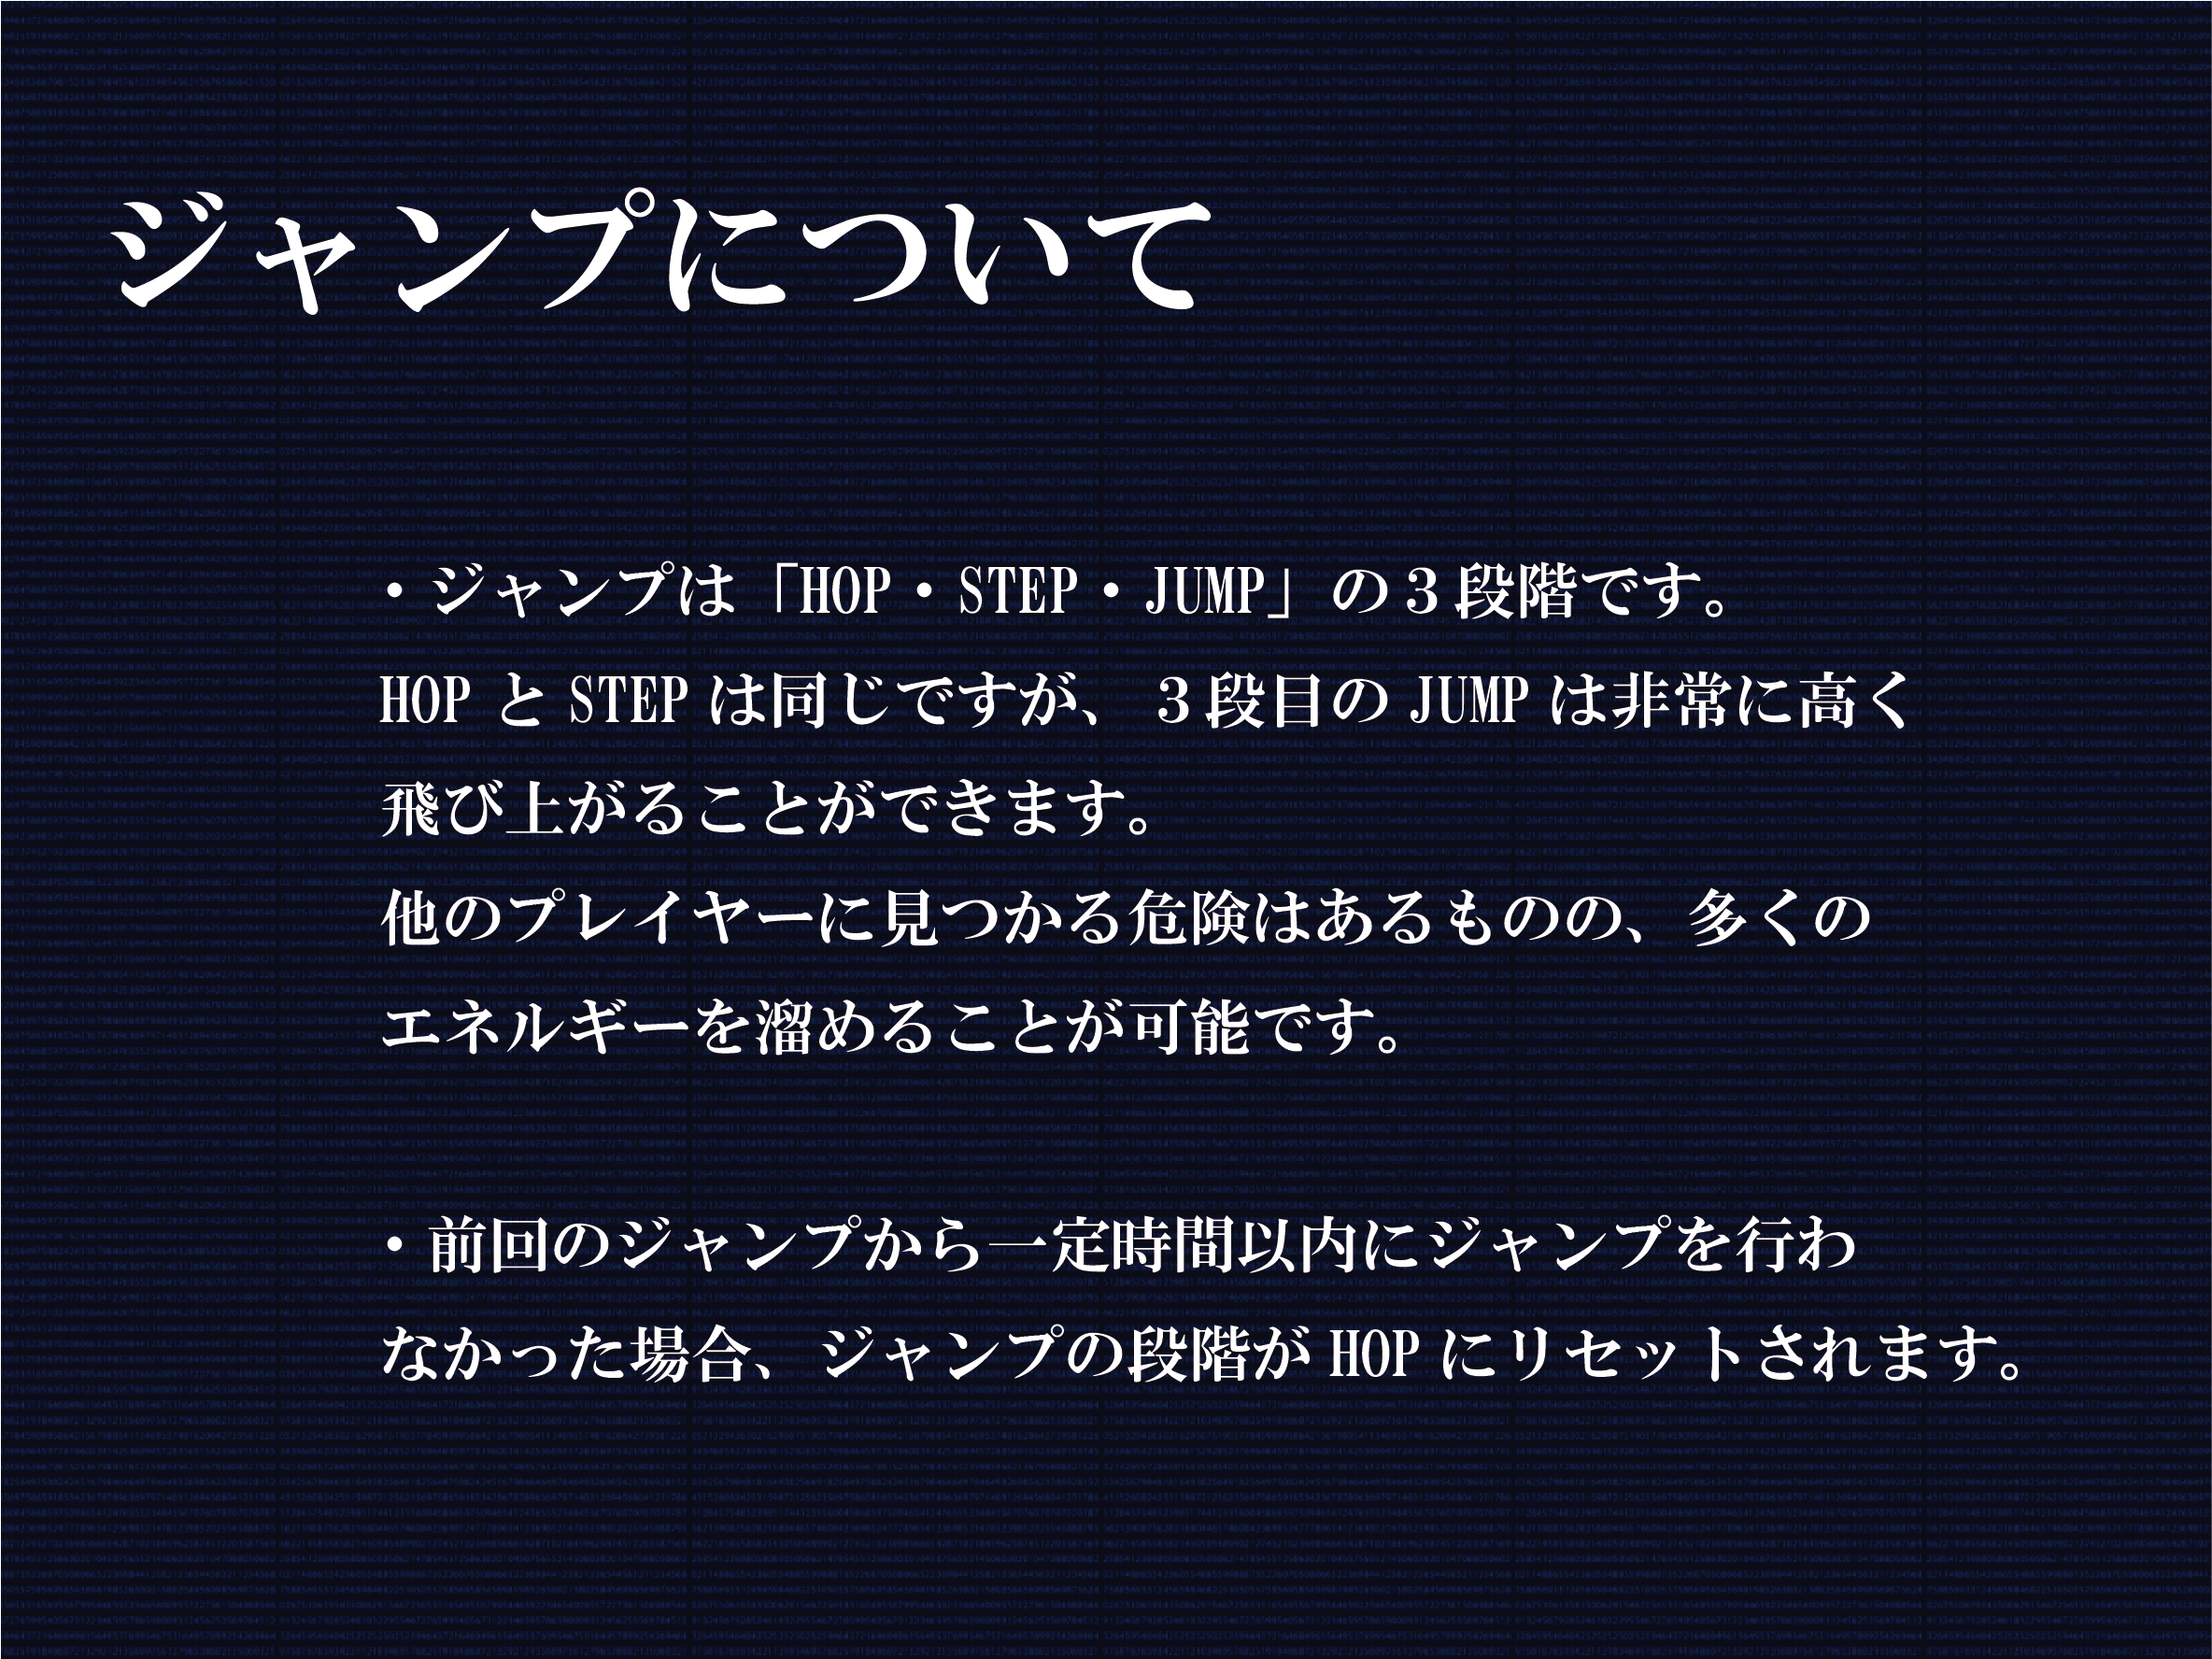 ジャンプについて
・ジャンプは「HOP・STEP・JUMP」の３段階です。
HOP と STEP は同じですが、３段目の JUMP は非常に高く
飛び上がることができます。
他のプレイヤーに見つかる危険はあるものの、多くの
エネルギーを溜めることが可能です。
・前回のジャンプから一定時間以内にジャンプを行わ
なかった場合、ジャンプの段階が HOP にリセットされます。